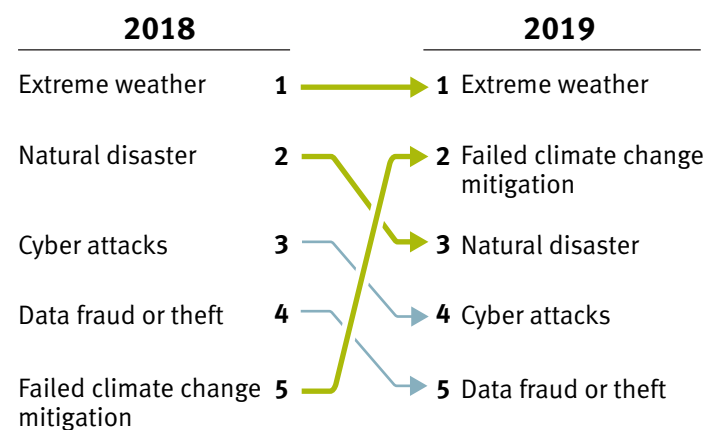 2018 2019
Extreme weather 1 1 Extreme weather
Natural disaster 2 2 Failed climate change
mitigation
Cyber attacks 3 3 Natural disaster
Data fraud or theft 4 4 Cyber attacks
Failed climate change 5 5 Data fraud or theft
mitigation